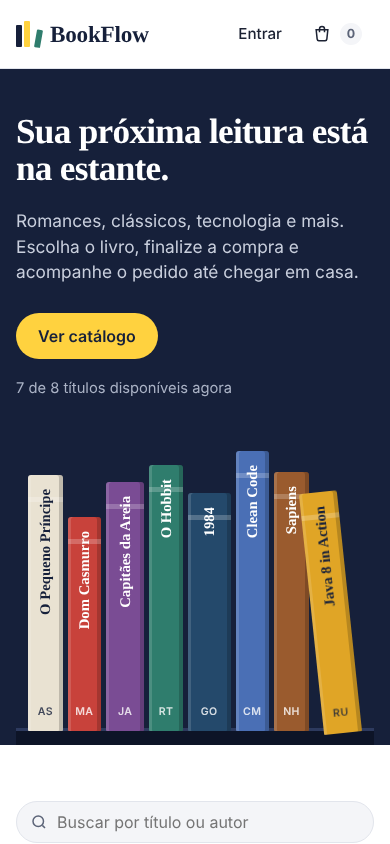 BookFlow
Entrar
0
Sua próxima leitura está
na estante.
Romances, clássicos, tecnologia e mais.
Escolha o livro, finalize a compra e
acompanhe o pedido até chegar em casa.
Ver catálogo
7 de 8 títulos disponíveis agora
O Pequeno Príncipe
AS
Dom Casmurro
MA
Capitães da Areia
JA
O Hobbit
RT
1984
GO
Clean Code
CM
Sapiens
NH
Java 8 in Action
RU
Buscar por título ou autor